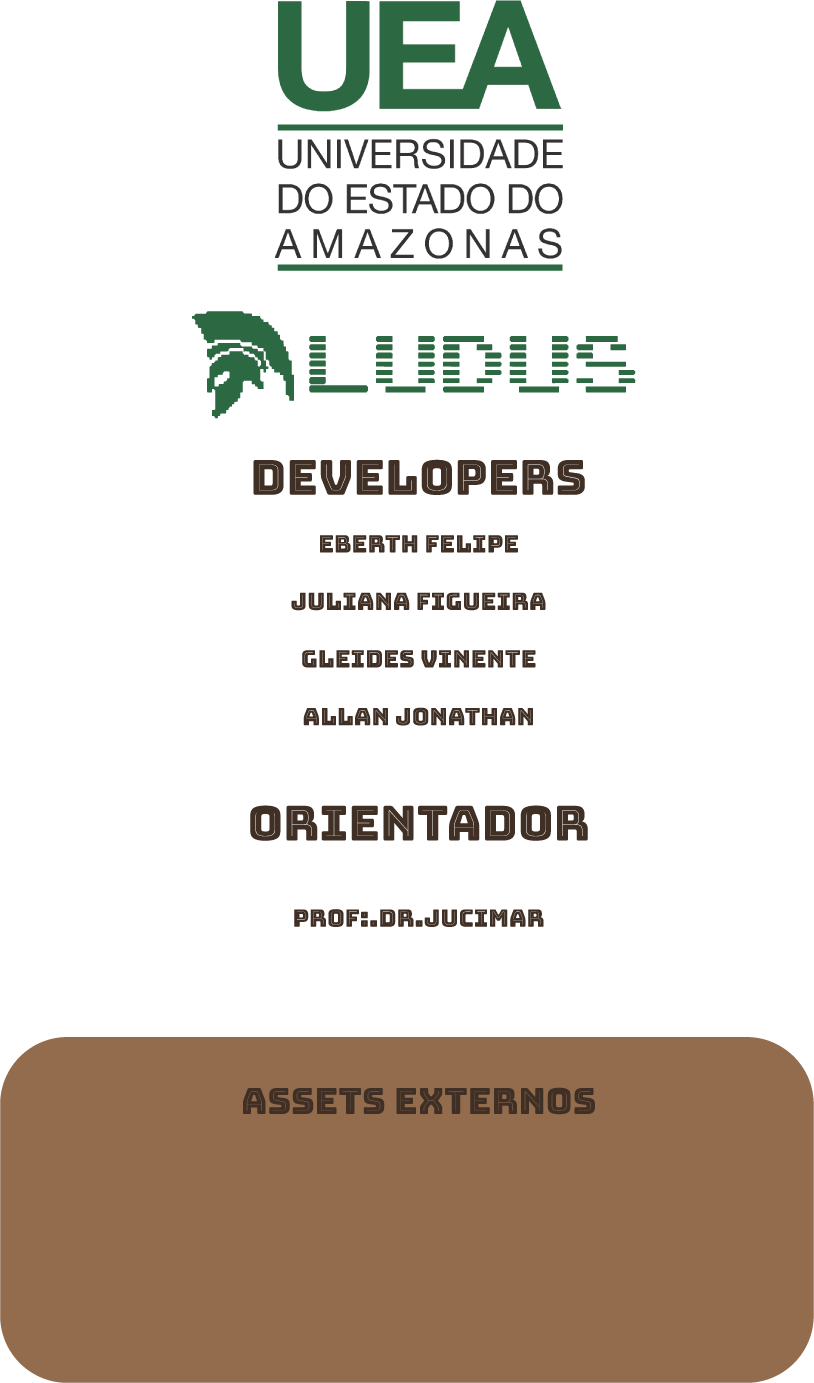 UEA
UNIVERSIDADE
DO ESTADO DO
AMAZONAS
LUDUS
DEVELOPERS
EBERTH FELIPE
JULIANA FIGUEIRA
GLEIDES VINENTE
ALLAN JONATHAN
ORIENTADOR
PROF:.DR.JUCIMAR
ASSETS EXTERNOS